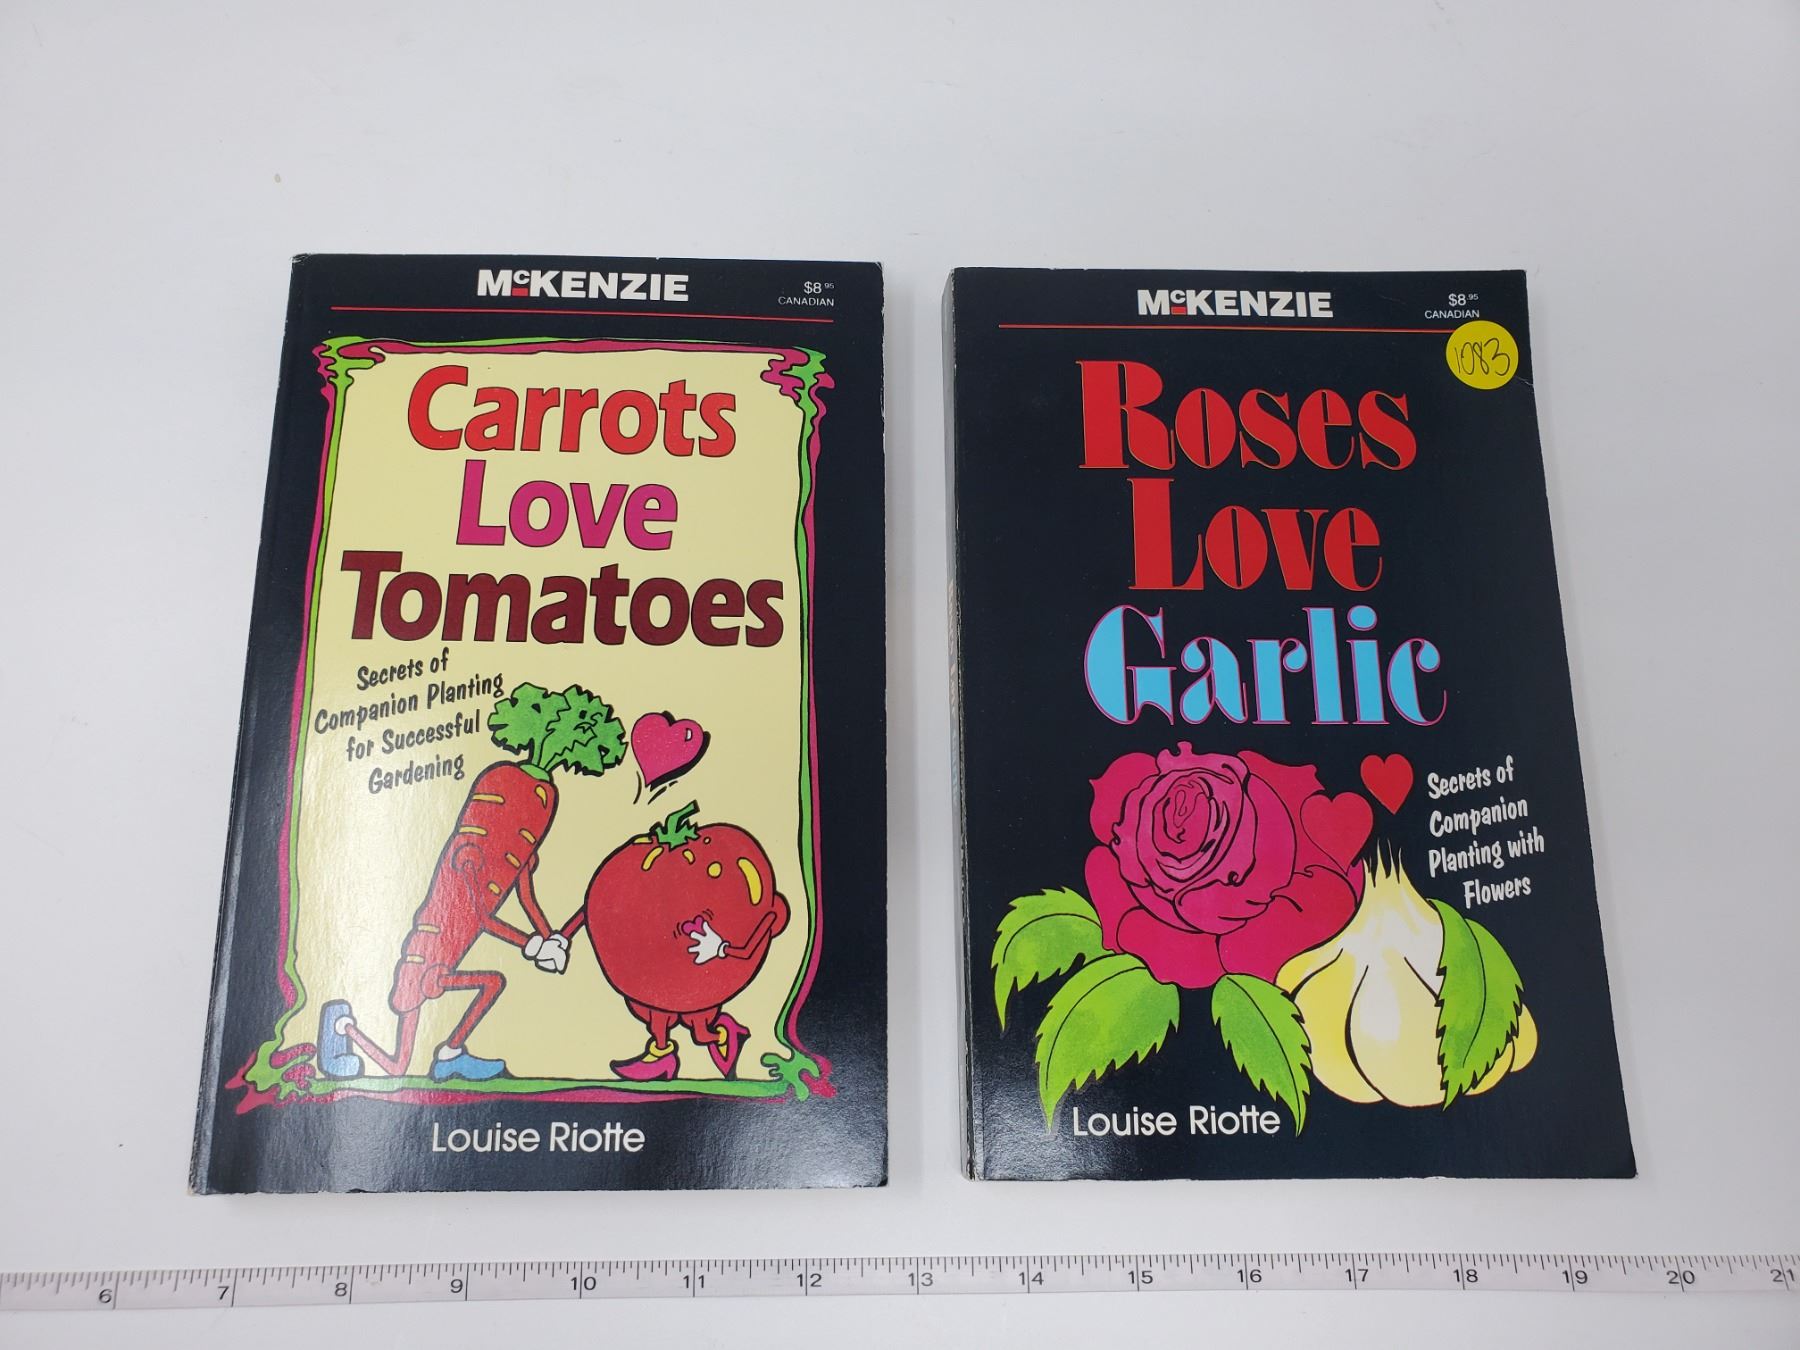 McKENZIE
$8.95
CANADIAN
Carrots
Love
Tomatoes
Secrets of
Companion Planting
for Successful
Gardening
Louise Riotte
McKENZIE
$8.95
CANADIAN
1083
Roses
Love
Garlic
Secrets of
Companion
Planting with
Flowers
Louise Riotte
6 7 8 9 10 11 12 13 14 15 16 17 18 19 20 21